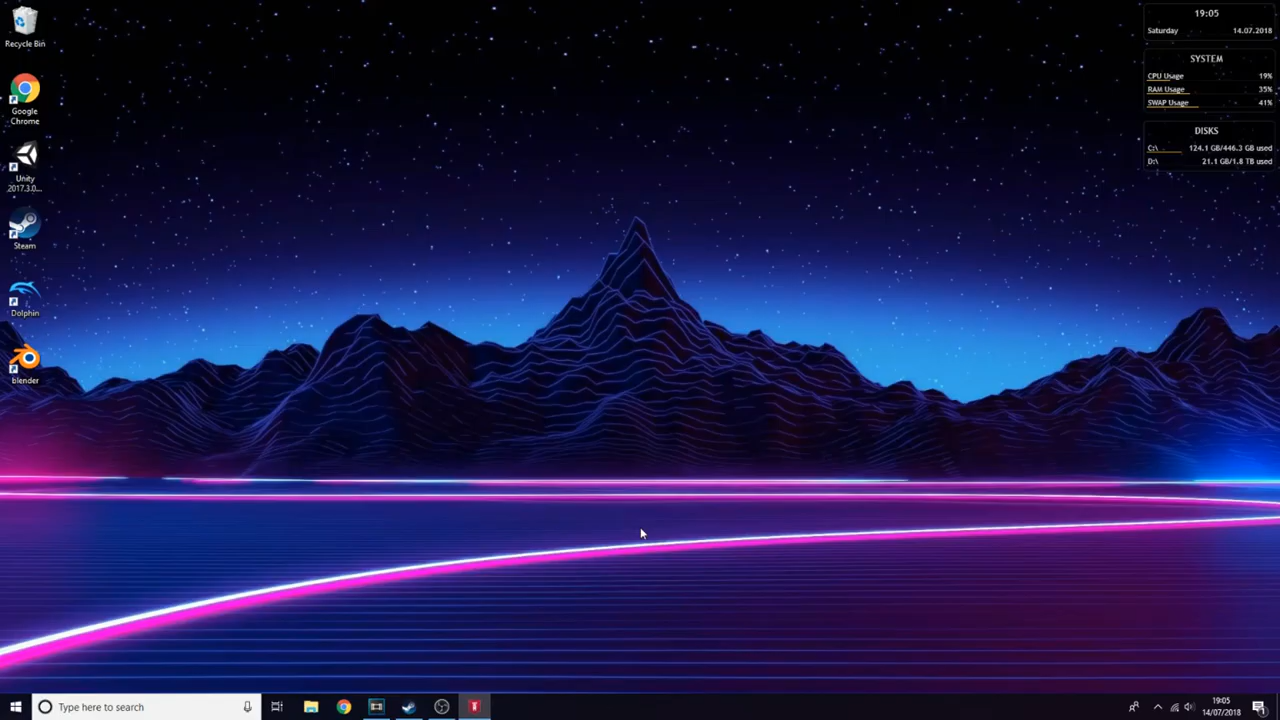 Recycle Bin
Google
Chrome
Unity
2017.3.0...
Steam
Dolphin
blender
19:05
Saturday 14.07.2018
SYSTEM
CPU Usage 19%
RAM Usage 35%
SWAP Usage 41%
DISKS
C:\ 124.1 GB/446.3 GB used
D:\ 21.1 GB/1.8 TB used
Type here to search
19:05
14/07/2018
1